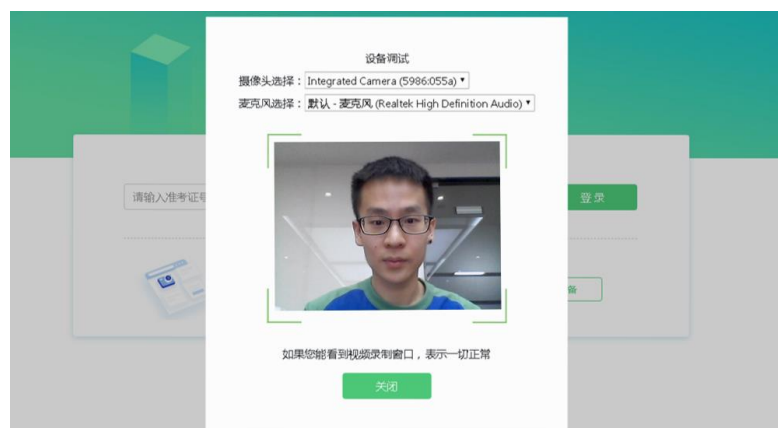 设备调试
摄像头选择：Integrated Camera (5986:055a)
麦克风选择：默认 - 麦克风 (Realtek High Definition Audio)
请输入准考证号
登录
备
如果您能看到视频录制窗口，表示一切正常
关闭